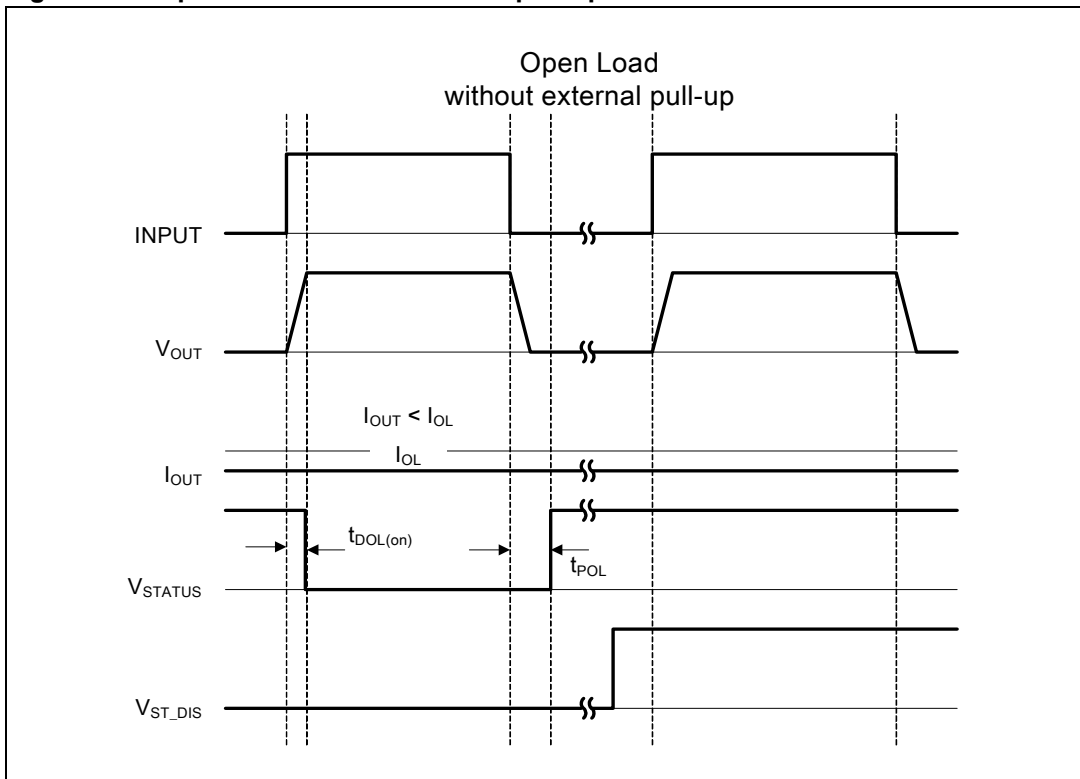 Open Load
without external pull-up
INPUT
VOUT
IOUT < IOL
IOL
IOUT
tDOL(on)
tPOL
VSTATUS
VST_DIS